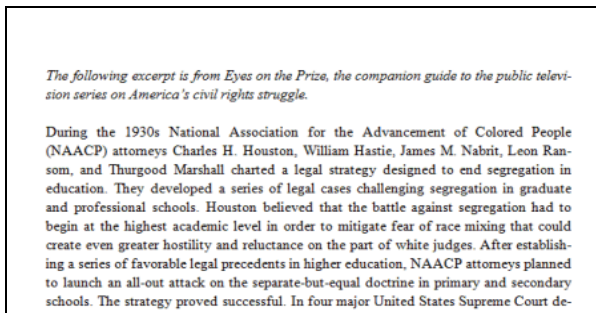 The following excerpt is from Eyes on the Prize, the companion guide to the public televi-
sion series on America's civil rights struggle.
During the 1930s National Association for the Advancement of Colored People
(NAACP) attorneys Charles H. Houston, William Hastie, James M. Nabrit, Leon Ran-
som, and Thurgood Marshall charted a legal strategy designed to end segregation in
education. They developed a series of legal cases challenging segregation in graduate
and professional schools. Houston believed that the battle against segregation had to
begin at the highest academic level in order to mitigate fear of race mixing that could
create even greater hostility and reluctance on the part of white judges. After establish-
ing a series of favorable legal precedents in higher education, NAACP attorneys planned
to launch an all-out attack on the separate-but-equal doctrine in primary and secondary
schools. The strategy proved successful. In four major United States Supreme Court de-